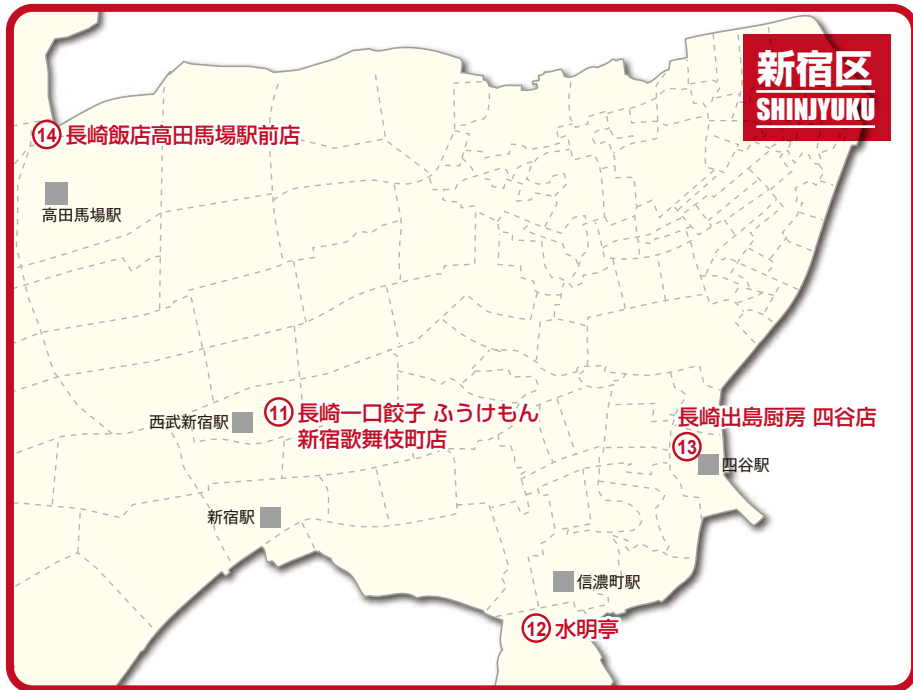 新宿区
SHINJYUKU
⑭ 長崎飯店高田馬場駅前店
高田馬場駅
西武新宿駅
⑪ 長崎一口餃子 ふうけもん
新宿歌舞伎町店
長崎出島厨房 四谷店
⑬
四谷駅
新宿駅
信濃町駅
⑫ 水明亭